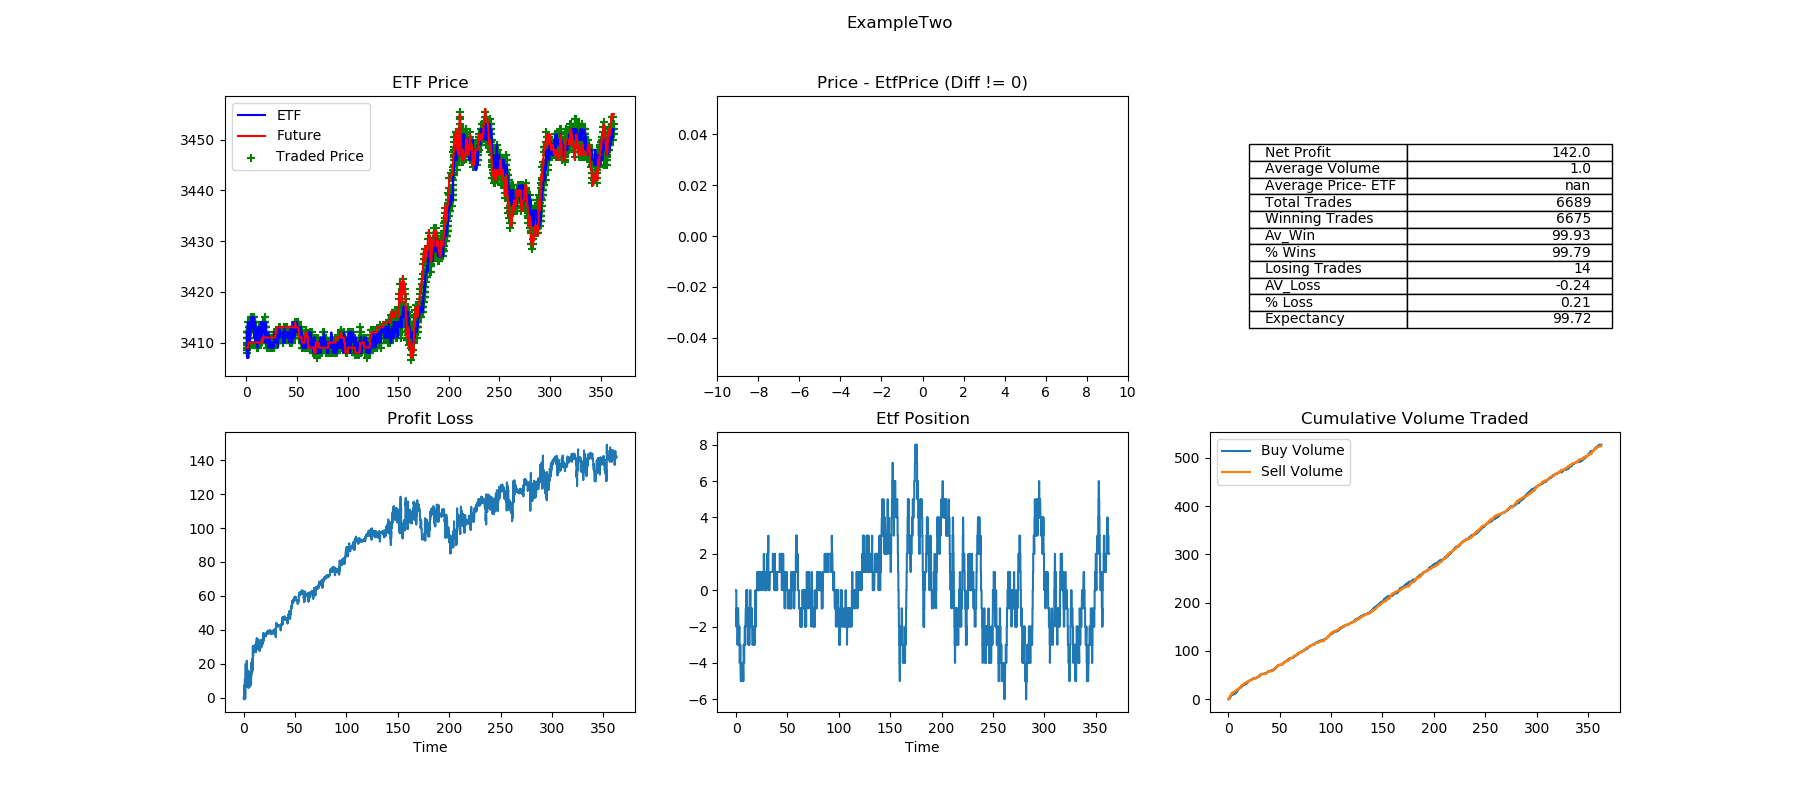 ExampleTwo
ETF Price
ETF
Future
Traded Price
3450
3440
3430
3420
3410
0 50 100 150 200 250 300 350
Price - EtfPrice (Diff != 0)
0.04
0.02
0.00
−0.02
−0.04
−10 −8 −6 −4 −2 0 2 4 6 8 10
Net Profit 142.0
Average Volume 1.0
Average Price- ETF nan
Total Trades 6689
Winning Trades 6675
Av_Win 99.93
% Wins 99.79
Losing Trades 14
AV_Loss -0.24
% Loss 0.21
Expectancy 99.72
Profit Loss
140
120
100
80
60
40
20
0
0 50 100 150 200 250 300 350
Time
Etf Position
8
6
4
2
0
−2
−4
−6
0 50 100 150 200 250 300 350
Time
Cumulative Volume Traded
Buy Volume
Sell Volume
500
400
300
200
100
0
0 50 100 150 200 250 300 350